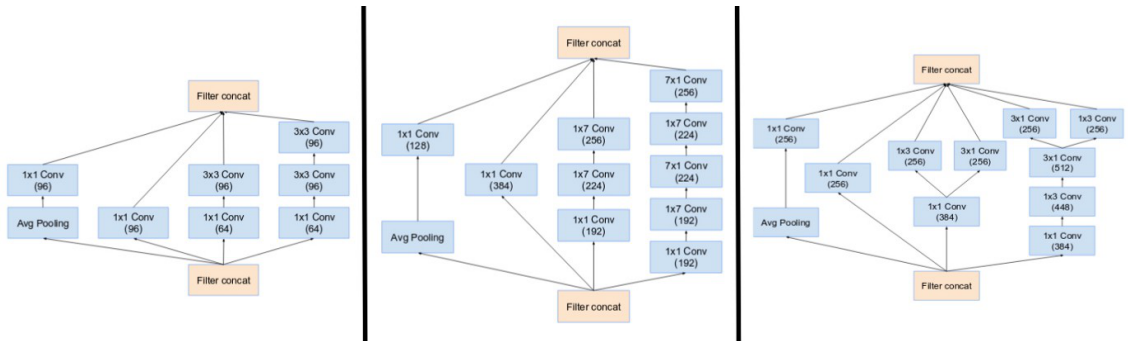 Filter concat
3x3 Conv
(96)
1x1 Conv
(96)
3x3 Conv
(96)
3x3 Conv
(96)
Avg Pooling
1x1 Conv
(96)
1x1 Conv
(64)
1x1 Conv
(64)
Filter concat
Filter concat
7x1 Conv
(256)
1x1 Conv
(128)
1x7 Conv
(256)
1x7 Conv
(224)
1x1 Conv
(384)
1x7 Conv
(224)
7x1 Conv
(224)
Avg Pooling
1x1 Conv
(192)
1x7 Conv
(192)
1x1 Conv
(192)
Filter concat
Filter concat
1x1 Conv
(256)
3x1 Conv
(256)
1x3 Conv
(256)
1x1 Conv
(256)
1x3 Conv
(256)
3x1 Conv
(256)
3x1 Conv
(512)
Avg Pooling
1x1 Conv
(384)
1x3 Conv
(448)
1x1 Conv
(384)
Filter concat